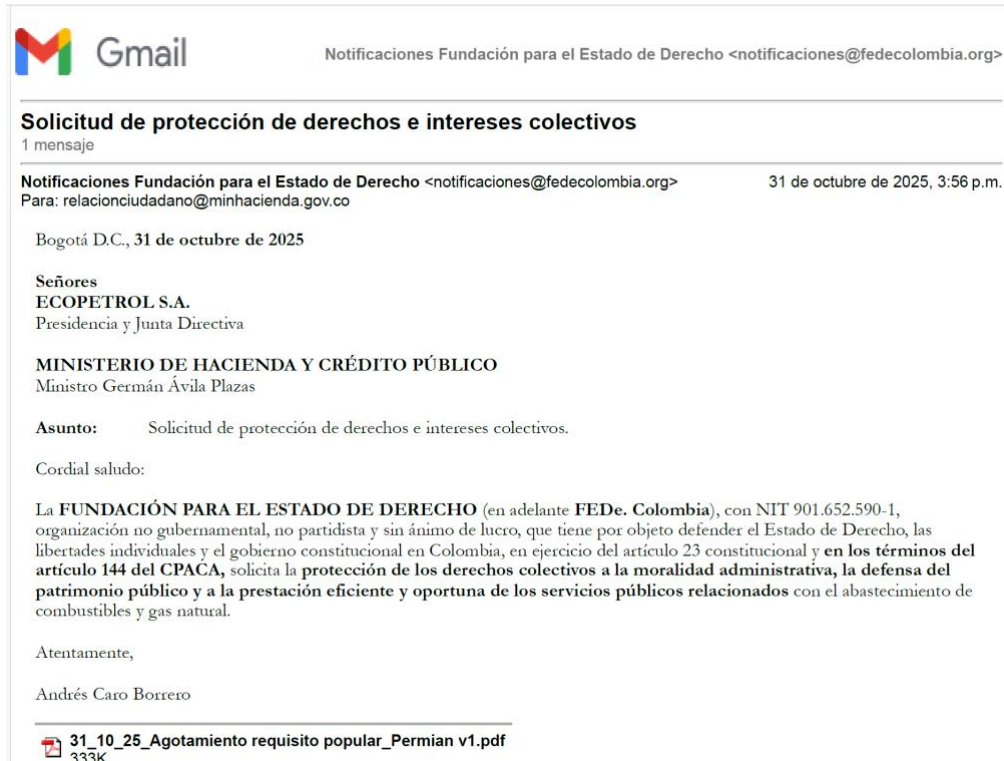 Gmail
Notificaciones Fundación para el Estado de Derecho <notificaciones@fedecolombia.org>
Solicitud de protección de derechos e intereses colectivos
1 mensaje
Notificaciones Fundación para el Estado de Derecho <notificaciones@fedecolombia.org> 31 de octubre de 2025, 3:56 p.m.
Para: relacionciudadano@minhacienda.gov.co
Bogotá D.C., 31 de octubre de 2025
Señores
ECOPETROL S.A.
Presidencia y Junta Directiva
MINISTERIO DE HACIENDA Y CRÉDITO PÚBLICO
Ministro Germán Ávila Plazas
Asunto: Solicitud de protección de derechos e intereses colectivos.
Cordial saludo:
La FUNDACIÓN PARA EL ESTADO DE DERECHO (en adelante FEDe. Colombia), con NIT 901.652.590-1,
organización no gubernamental, no partidista y sin ánimo de lucro, que tiene por objeto defender el Estado de Derecho, las
libertades individuales y el gobierno constitucional en Colombia, en ejercicio del artículo 23 constitucional y en los términos del
artículo 144 del CPACA, solicita la protección de los derechos colectivos a la moralidad administrativa, la defensa del
patrimonio público y a la prestación eficiente y oportuna de los servicios públicos relacionados con el abastecimiento de
combustibles y gas natural.
Atentamente,
Andrés Caro Borrero
31_10_25_Agotamiento requisito popular_Permian v1.pdf
333K